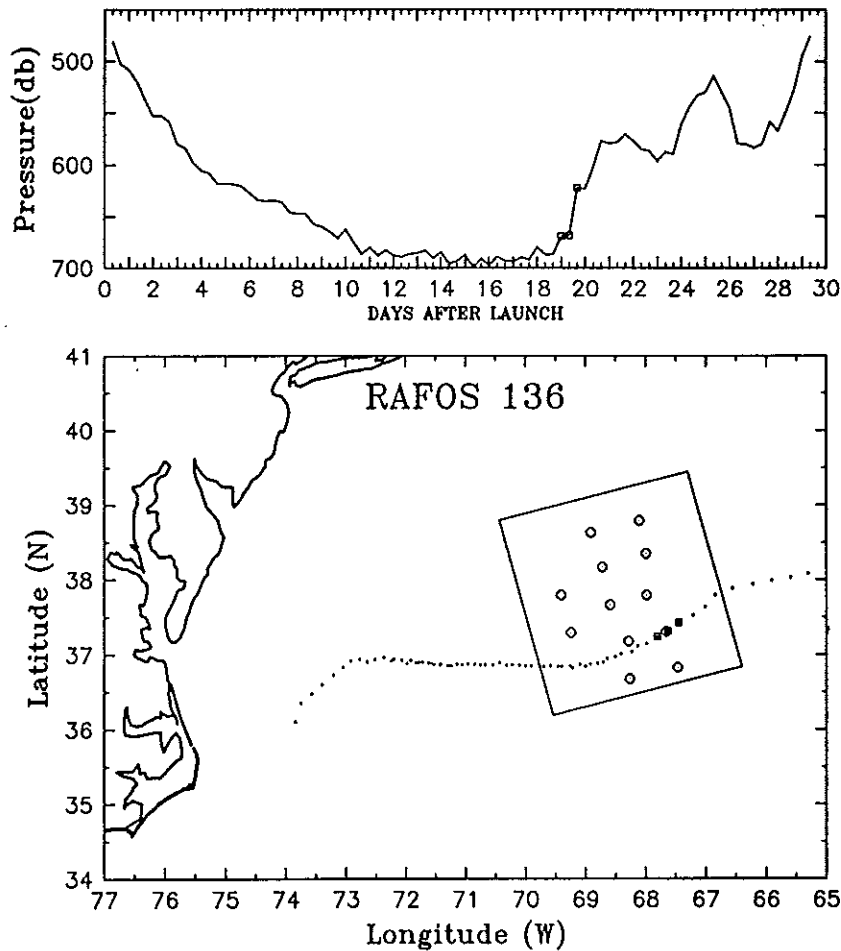 500
600
700
Pressure(db)
0 2 4 6 8 10 12 14 16 18 20 22 24 26 28 30
DAYS AFTER LAUNCH
RAFOS 136
41
40
39
38
37
36
35
34
Latitude (N)
77 76 75 74 73 72 71 70 69 68 67 66 65
Longitude (W)